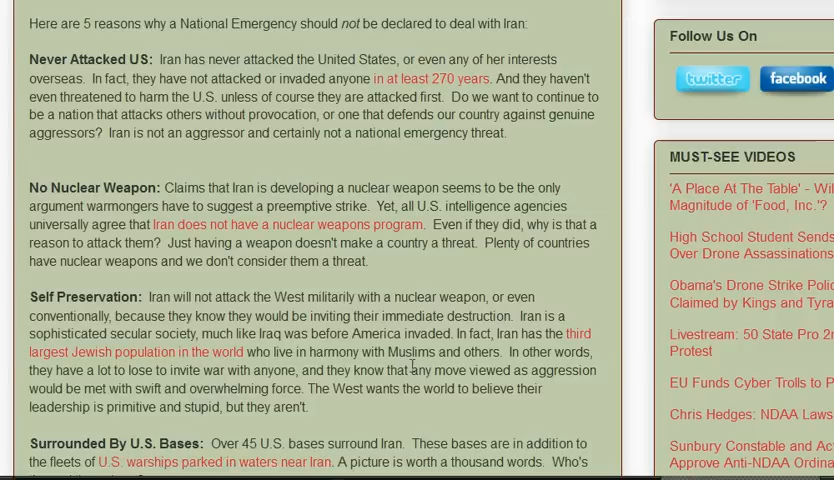 Here are 5 reasons why a National Emergency should not be declared to deal with Iran:
Never Attacked US: Iran has never attacked the United States, or even any of her interests
overseas. In fact, they have not attacked or invaded anyone in at least 270 years. And they haven't
even threatened to harm the U.S. unless of course they are attacked first. Do we want to continue to
be a nation that attacks others without provocation, or one that defends our country against genuine
aggressors? Iran is not an aggressor and certainly not a national emergency threat.
No Nuclear Weapon: Claims that Iran is developing a nuclear weapon seems to be the only
argument warmongers have to suggest a preemptive strike. Yet, all U.S. intelligence agencies
universally agree that Iran does not have a nuclear weapons program. Even if they did, why is that a
reason to attack them? Just having a weapon doesn't make a country a threat. Plenty of countries
have nuclear weapons and we don't consider them a threat.
Self Preservation: Iran will not attack the West militarily with a nuclear weapon, or even
conventionally, because they know they would be inviting their immediate destruction. Iran is a
sophisticated secular society, much like Iraq was before America invaded. In fact, Iran has the third
largest Jewish population in the world who live in harmony with Muslims and others. In other words,
they have a lot to lose to invite war with anyone, and they know that any move viewed as aggression
would be met with swift and overwhelming force. The West wants the world to believe their
leadership is primitive and stupid, but they aren't.
Surrounded By U.S. Bases: Over 45 U.S. bases surround Iran. These bases are in addition to
the fleets of U.S. warships parked in waters near Iran. A picture is worth a thousand words. Who's
Follow Us On
twitter facebook
MUST-SEE VIDEOS
'A Place At The Table' - Wil
Magnitude of 'Food, Inc.'?
High School Student Sends
Over Drone Assassinations
Obama's Drone Strike Polic
Claimed by Kings and Tyra
Livestream: 50 State Pro 2n
Protest
EU Funds Cyber Trolls to P
Chris Hedges: NDAA Laws
Sunbury Constable and Act
Approve Anti-NDAA Ordina